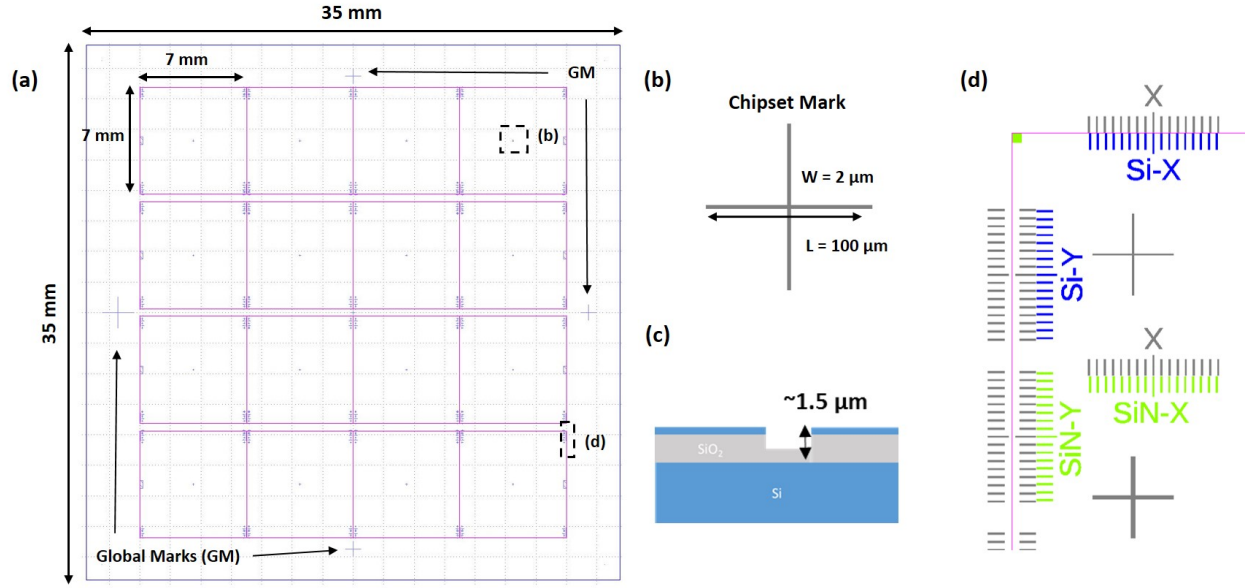 35 mm
(a)
35 mm
7 mm
7 mm
GM
(b)
(d)
Global Marks (GM)
(b)
Chipset Mark
W = 2 μm
L = 100 μm
(c)
~1.5 μm
SiO₂
Si
(d)
X
Si-X
Si-Y
X
SiN-X
SiN-Y